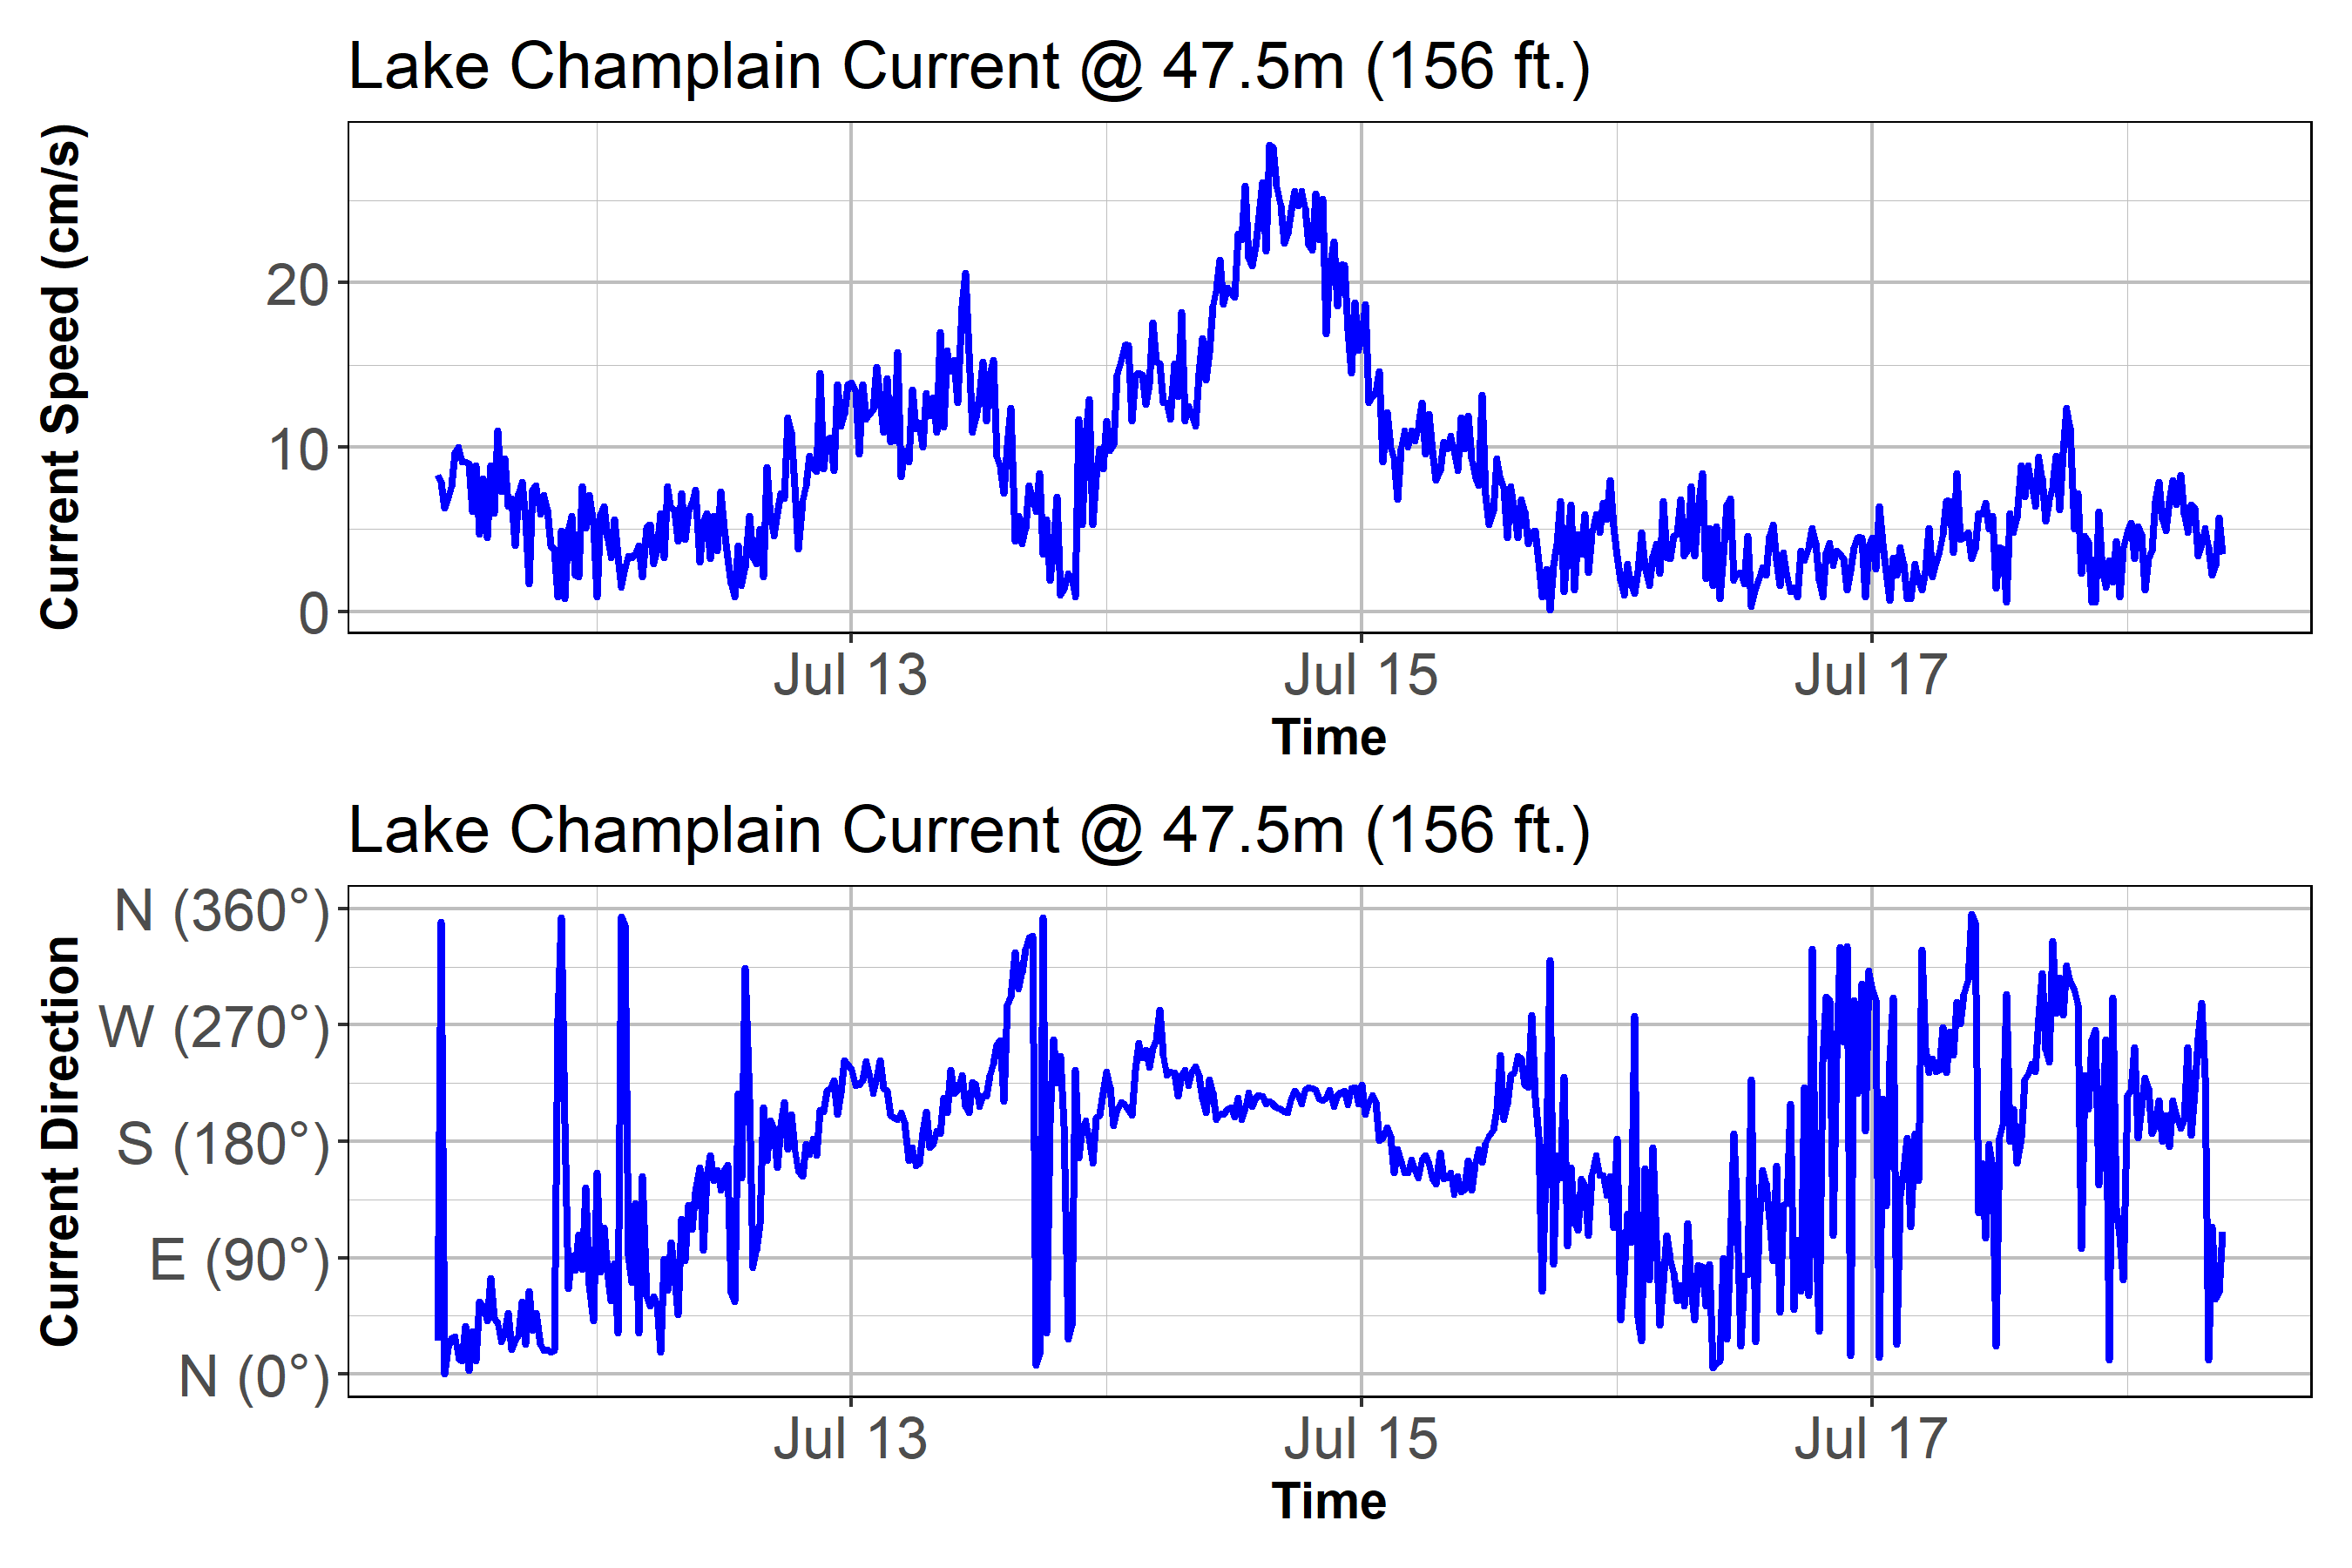 Lake Champlain Current @ 47.5m (156 ft.)
Current Speed (cm/s)
20
10
0
Jul 13
Jul 15
Jul 17
Time
Lake Champlain Current @ 47.5m (156 ft.)
Current Direction
N (360°)
W (270°)
S (180°)
E (90°)
N (0°)
Jul 13
Jul 15
Jul 17
Time